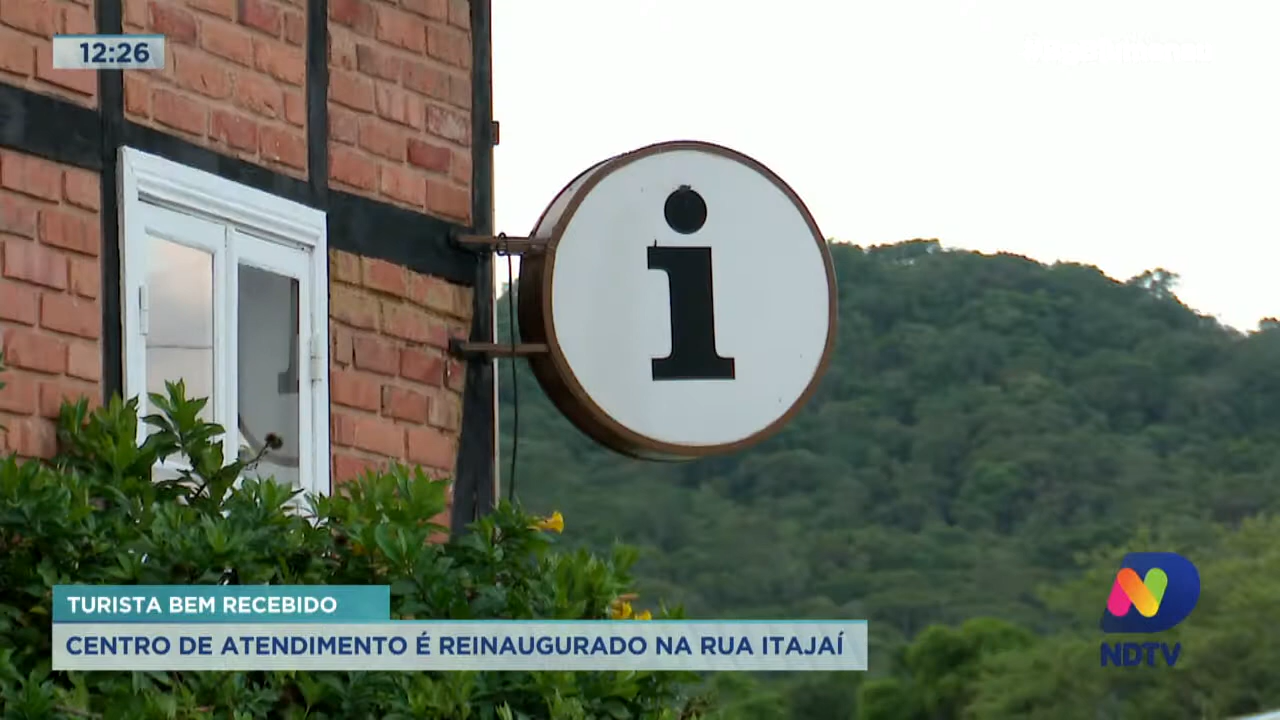 12:26
i
TURISTA BEM RECEBIDO
CENTRO DE ATENDIMENTO É REINAUGURADO NA RUA ITAJAÍ
NDTV